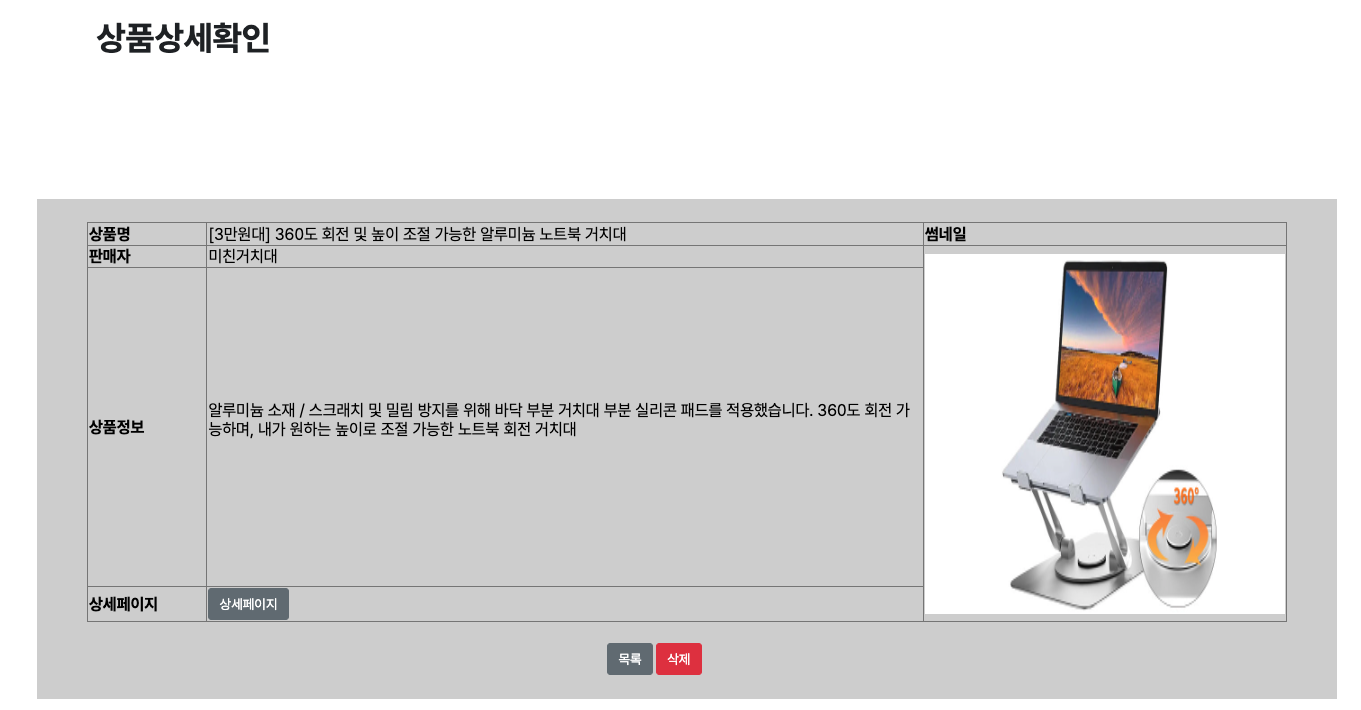 상품상세확인
상품명
[3만원대] 360도 회전 및 높이 조절 가능한 알루미늄 노트북 거치대
썸네일
판매자
미친거치대
상품정보
알루미늄 소재 / 스크래치 및 밀림 방지를 위해 바닥 부분 거치대 부분 실리콘 패드를 적용했습니다. 360도 회전 가
능하며, 내가 원하는 높이로 조절 가능한 노트북 회전 거치대
360°
상세페이지
상세페이지
목록
삭제